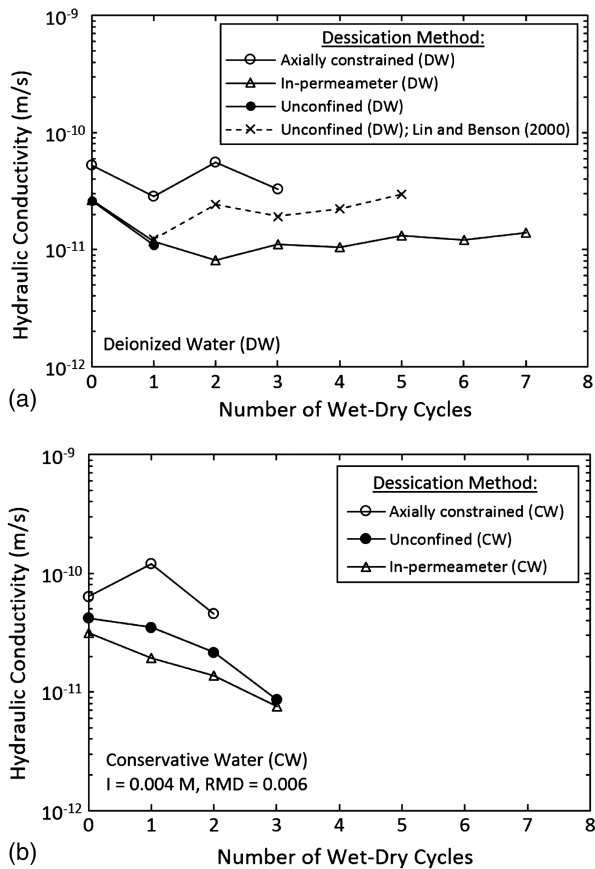 10⁻⁹
Dessication Method:
Axially constrained (DW)
In-permeameter (DW)
Unconfined (DW)
Unconfined (DW); Lin and Benson (2000)
10⁻¹⁰
10⁻¹¹
10⁻¹²
Hydraulic Conductivity (m/s)
Deionized Water (DW)
0 1 2 3 4 5 6 7 8
Number of Wet-Dry Cycles
(a)
10⁻⁹
Dessication Method:
Axially constrained (CW)
Unconfined (CW)
In-permeameter (CW)
10⁻¹⁰
10⁻¹¹
10⁻¹²
Hydraulic Conductivity (m/s)
Conservative Water (CW)
I = 0.004 M, RMD = 0.006
0 1 2 3 4 5 6 7 8
Number of Wet-Dry Cycles
(b)